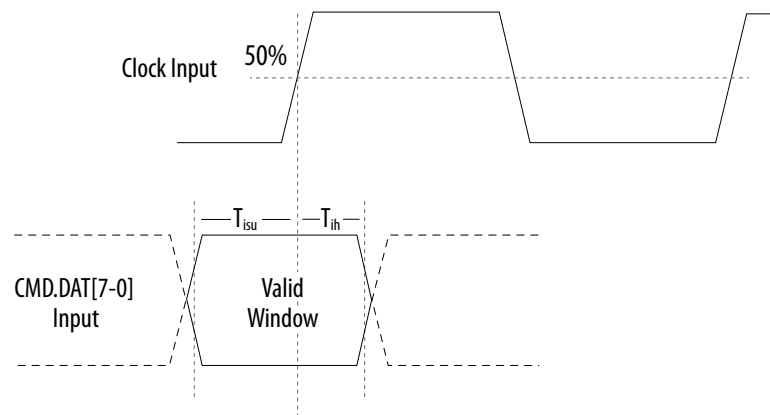 50%
Clock Input
Tisu
Tih
CMD.DAT[7-0]
Input
Valid
Window